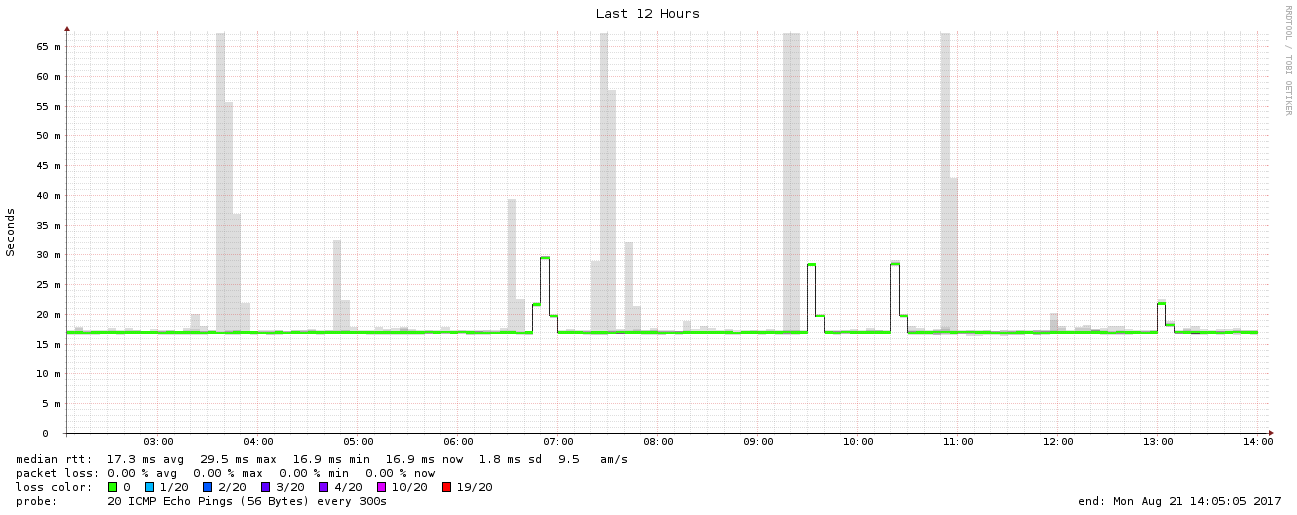 Last 12 Hours
RRDTOOL / TOBI OETIKER
Seconds
65 m
60 m
55 m
50 m
45 m
40 m
35 m
30 m
25 m
20 m
15 m
10 m
5 m
0
03:00 04:00 05:00 06:00 07:00 08:00 09:00 10:00 11:00 12:00 13:00 14:00
median rtt: 17.3 ms avg 29.5 ms max 16.9 ms min 16.9 ms now 1.8 ms sd 9.5 am/s
packet loss: 0.00 % avg 0.00 % max 0.00 % min 0.00 % now
loss color: 0 1/20 2/20 3/20 4/20 10/20 19/20
probe: 20 ICMP Echo Pings (56 Bytes) every 300s end: Mon Aug 21 14:05:05 2017